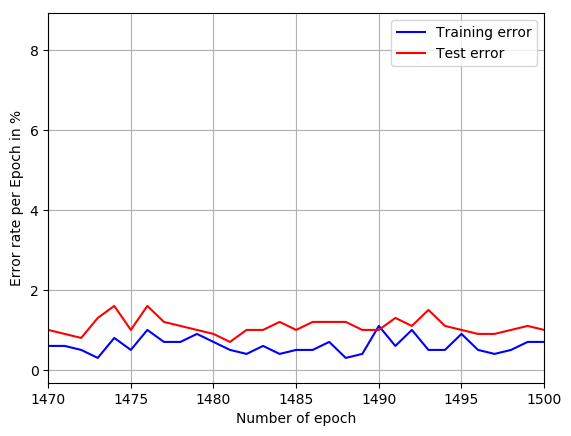 Training error
Test error
8
6
4
2
0
Error rate per Epoch in %
1470 1475 1480 1485 1490 1495 1500
Number of epoch